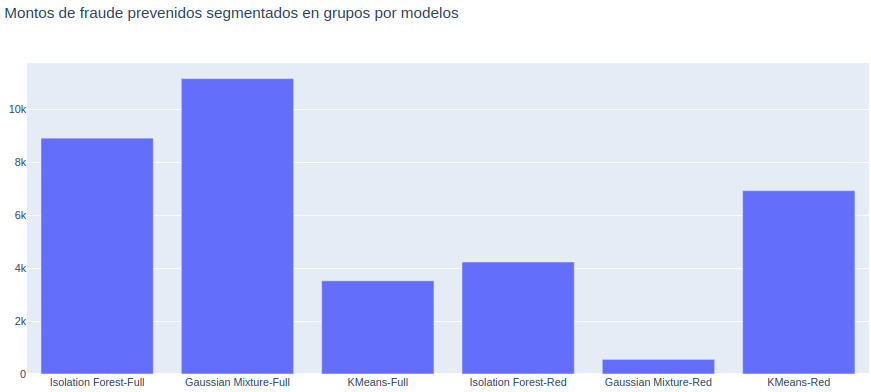 Montos de fraude prevenidos segmentados en grupos por modelos
10k
8k
6k
4k
2k
0
Isolation Forest-Full
Gaussian Mixture-Full
KMeans-Full
Isolation Forest-Red
Gaussian Mixture-Red
KMeans-Red